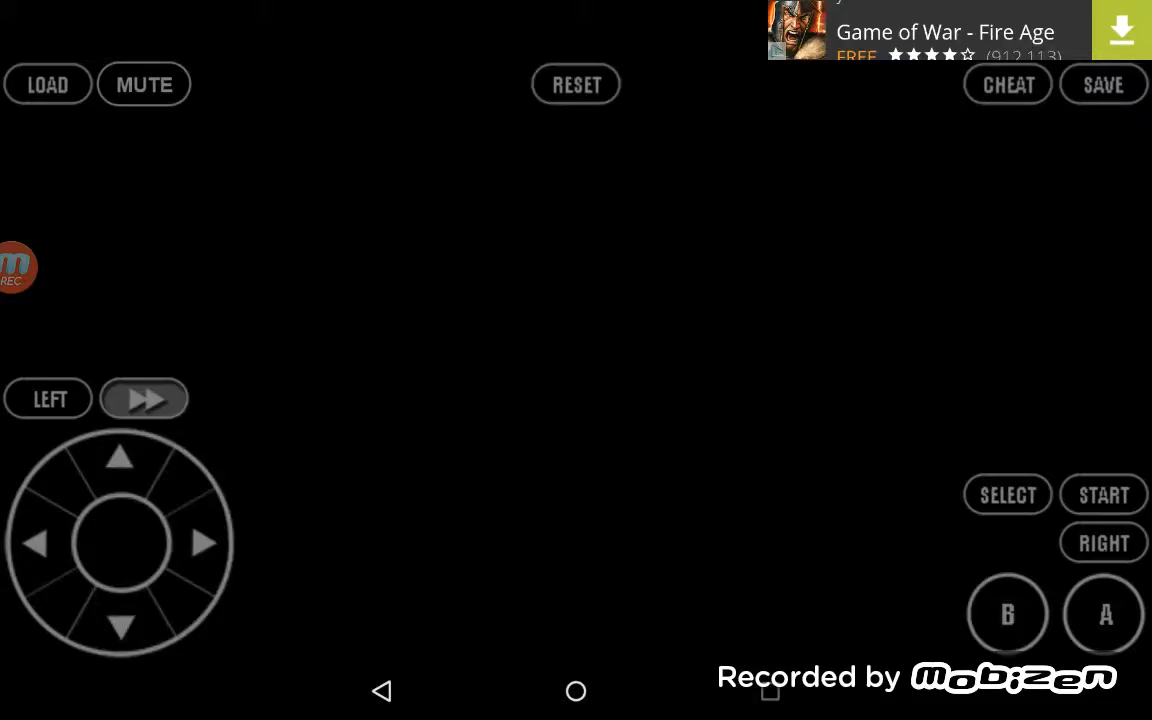 Game of War - Fire Age
FREE (912,113)
LOAD MUTE RESET CHEAT SAVE
m
REC
LEFT
SELECT START
RIGHT
B A
Recorded by mobizen